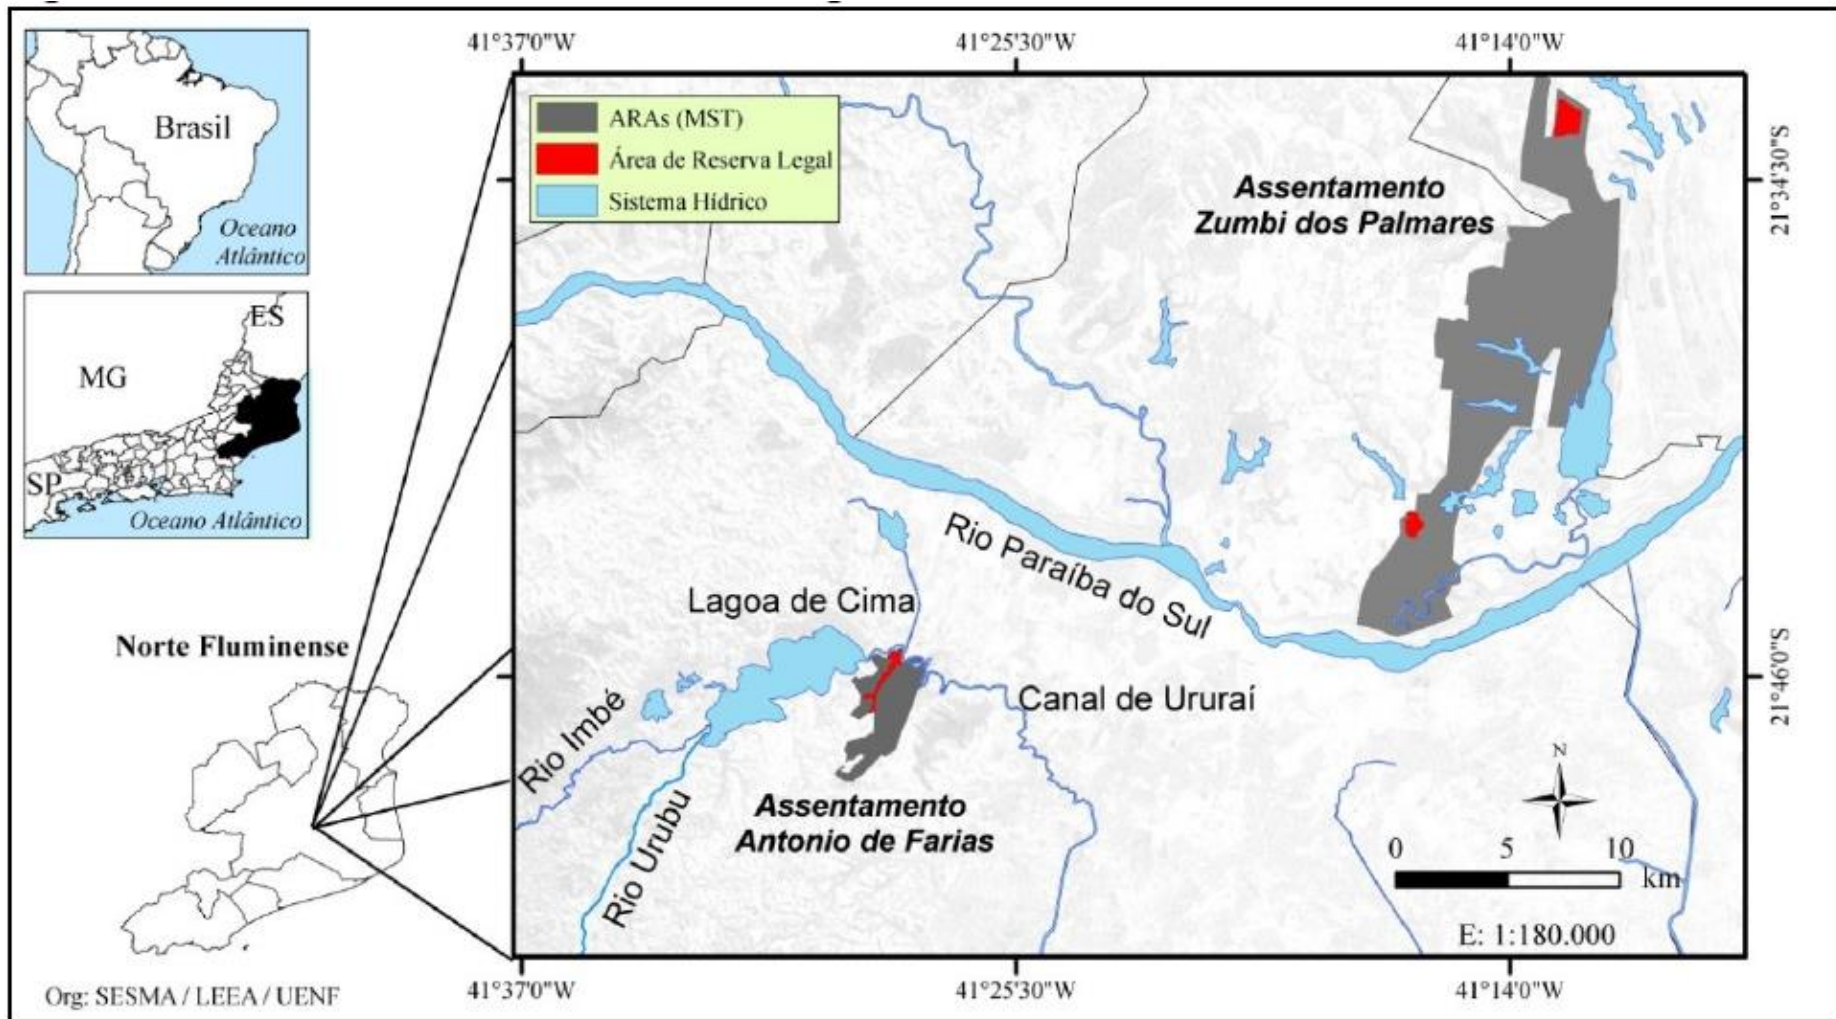 41°37'0"W
41°25'30"W
41°14'0"W
Brasil
Oceano
Atlântico
ES
MG
SP
Oceano Atlântico
ARAs (MST)
Área de Reserva Legal
Sistema Hídrico
Assentamento
Zumbi dos Palmares
21°34'30"S
Rio Paraíba do Sul
Lagoa de Cima
Norte Fluminense
Rio Imbé
Canal de Ururaí
21°46'0"S
Rio Urubu
Assentamento
Antonio de Farias
N
0 5 10
km
E: 1:180.000
Org: SESMA / LEEA / UENF
41°37'0"W
41°25'30"W
41°14'0"W